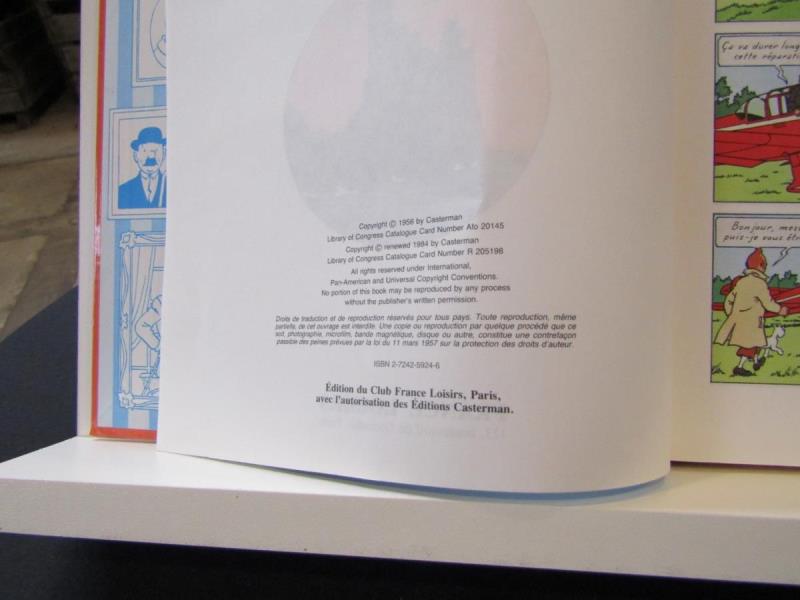 Copyright © 1956 by Casterman
Library of Congress Catalogue Card Number Afo 20145
Copyright © renewed 1984 by Casterman
Library of Congress Catalogue Card Number R 205198
All rights reserved under International,
Pan-American and Universal Copyright Conventions.
No portion of this book may be reproduced by any process
without the publisher's written permission.
Droits de traduction et de reproduction réservés pour tous pays. Toute reproduction, même
partielle, de cet ouvrage est interdite. Une copie ou reproduction par quelque procédé que ce
soit, photographie, microfilm, bande magnétique, disque ou autre, constitue une contrefaçon
passible des peines prévues par la loi du 11 mars 1957 sur la protection des droits d'auteur.
ISBN 2-7242-5924-6
Édition du Club France Loisirs, Paris,
avec l'autorisation des Éditions Casterman.
Ça va durer
cette
Bonjour,
puis-je vous